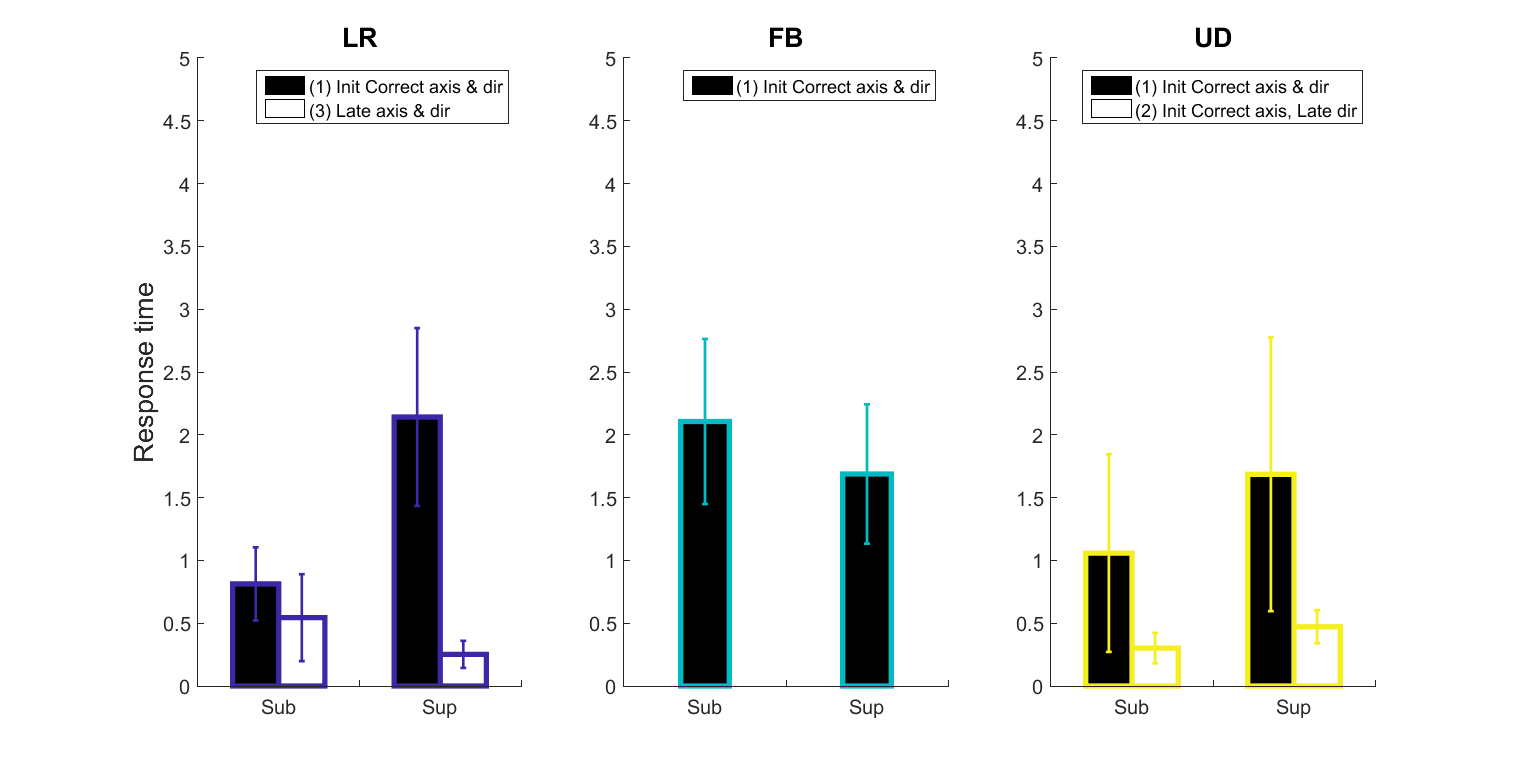 LR
FB
UD
5
4.5
4
3.5
3
2.5
2
1.5
1
0.5
0
Response time
(1) Init Correct axis & dir
(3) Late axis & dir
Sub
Sup
5
4.5
4
3.5
3
2.5
2
1.5
1
0.5
0
(1) Init Correct axis & dir
Sub
Sup
5
4.5
4
3.5
3
2.5
2
1.5
1
0.5
0
(1) Init Correct axis & dir
(2) Init Correct axis, Late dir
Sub
Sup